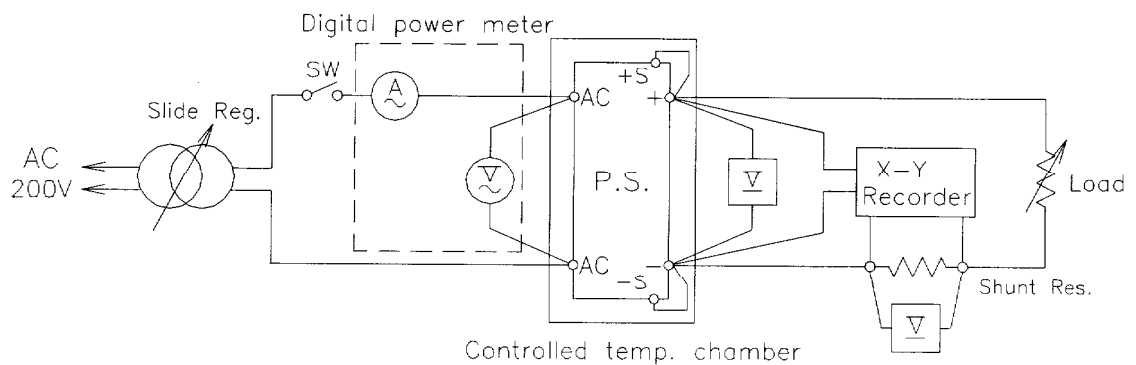 Digital power meter
SW
A
Slide Reg.
AC
200V
V
AC
AC
+S
+
P.S.
-
-S
V
X-Y
Recorder
Load
Shunt Res.
V
Controlled temp. chamber